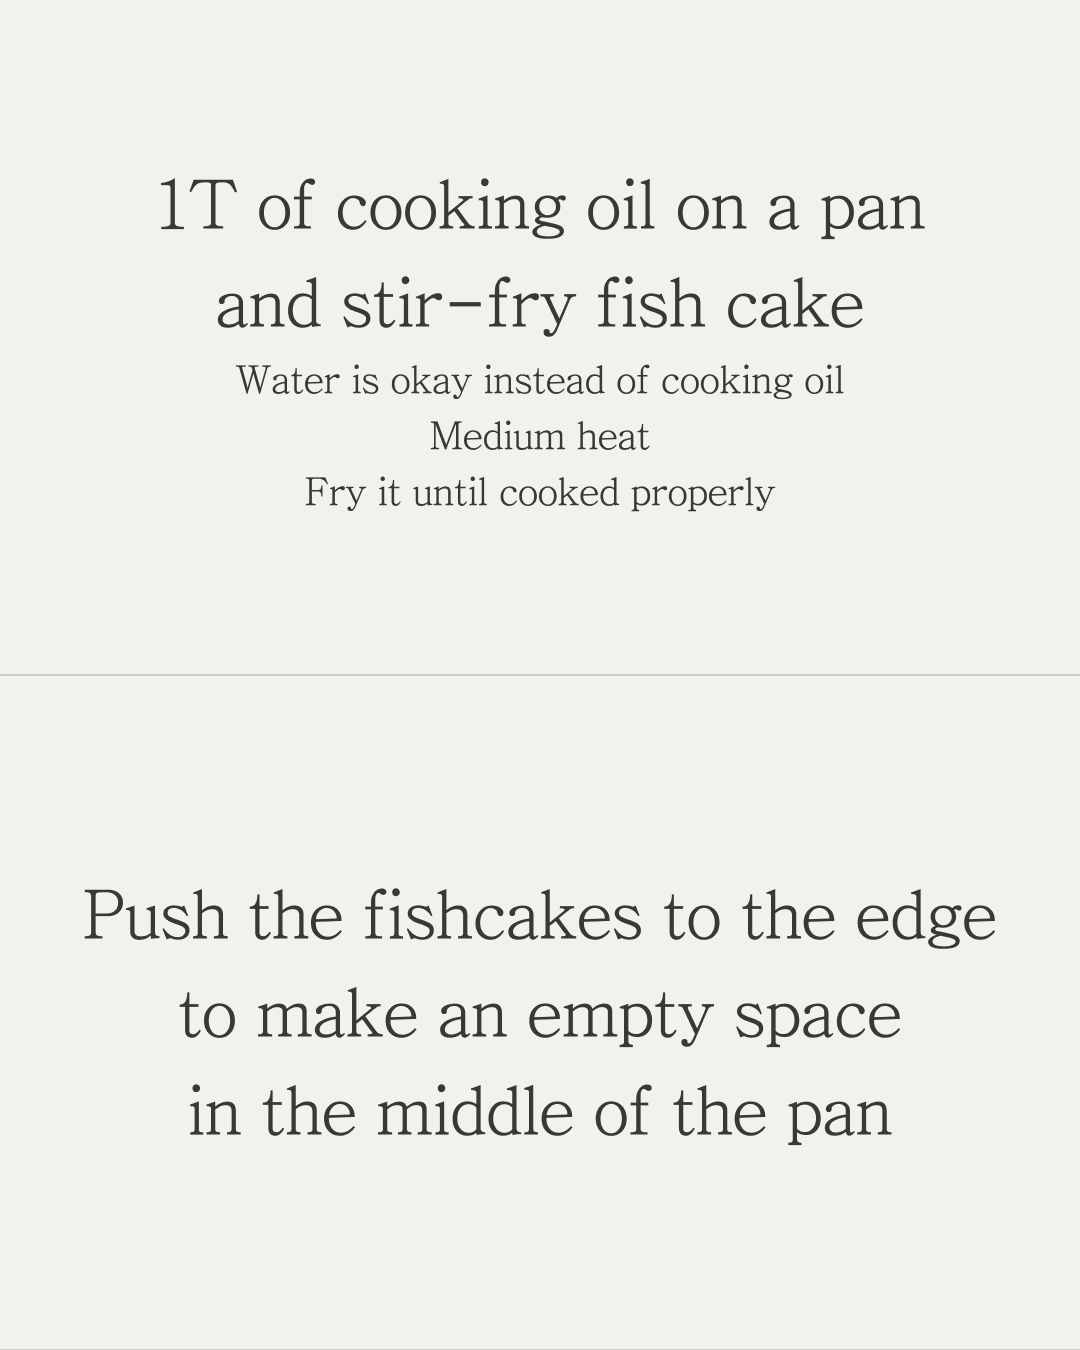 1T of cooking oil on a pan
and stir-fry fish cake
Water is okay instead of cooking oil
Medium heat
Fry it until cooked properly
Push the fishcakes to the edge
to make an empty space
in the middle of the pan